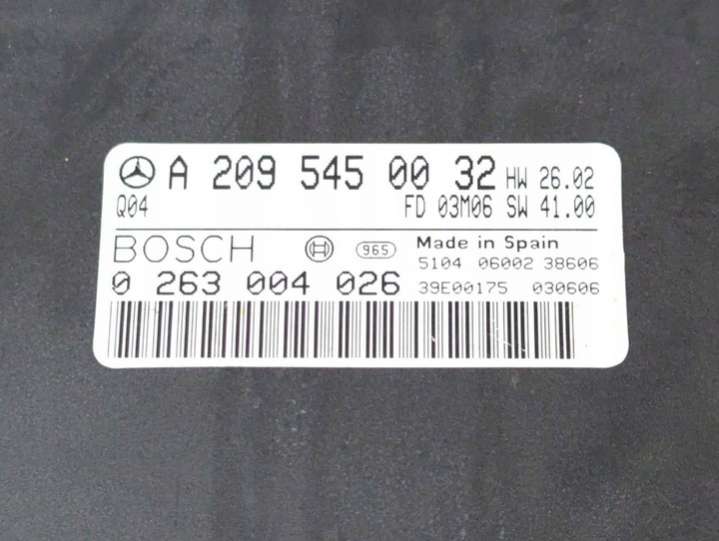 A 209 545 00 32 HW 26.02
Q04 FD 03M06 SW 41.00
BOSCH 965 Made in Spain
5104 06002 38606
0 263 004 026 39E00175 030606